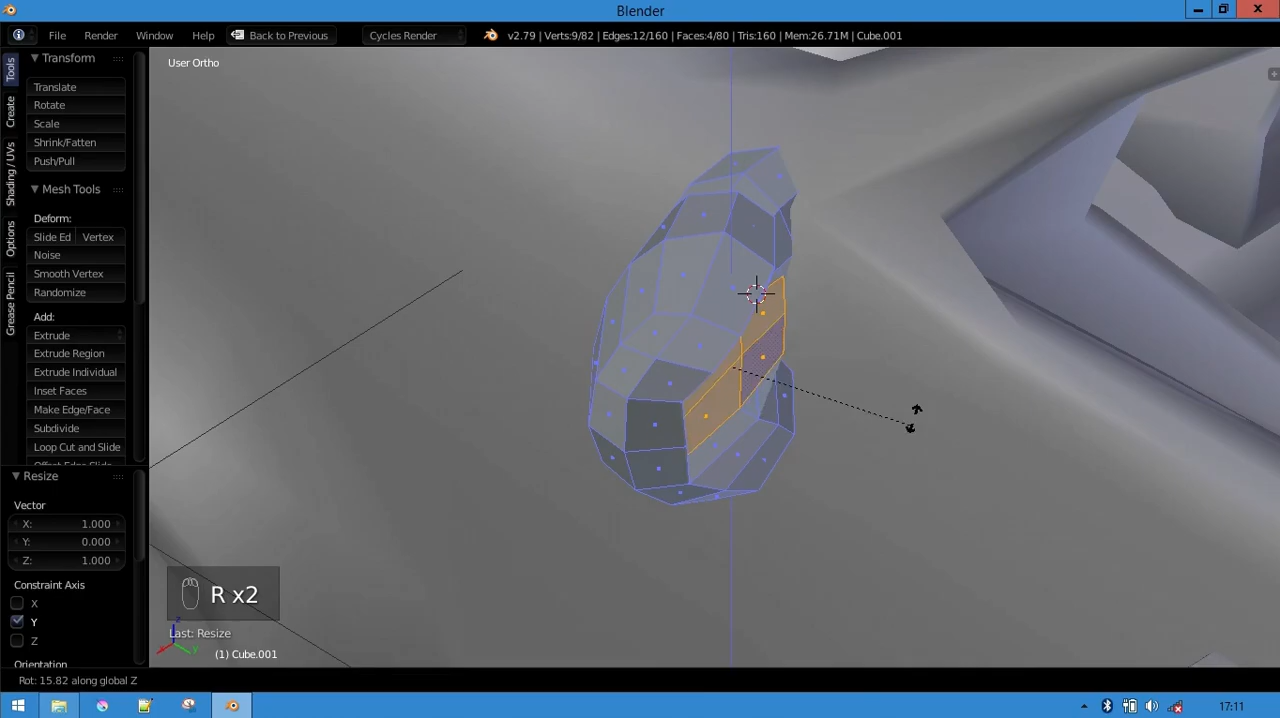 Blender
File Render Window Help Back to Previous Cycles Render v2.79 | Verts:9/82 | Edges:12/160 | Faces:4/80 | Tris:160 | Mem:26.71M | Cube.001
Tools
Create
Shading / UVs
Options
Grease Pencil
Transform
Translate
Rotate
Scale
Shrink/Fatten
Push/Pull
Mesh Tools
Deform:
Slide Ed Vertex
Noise
Smooth Vertex
Randomize
Add:
Extrude
Extrude Region
Extrude Individual
Inset Faces
Make Edge/Face
Subdivide
Loop Cut and Slide
Offset Edge Slide
Resize
Vector
X: 1.000
Y: 0.000
Z: 1.000
Constraint Axis
X
Y
Z
Orientation
User Ortho
R x2
Last: Resize
(1) Cube.001
Rot: 15.82 along global Z
17:11